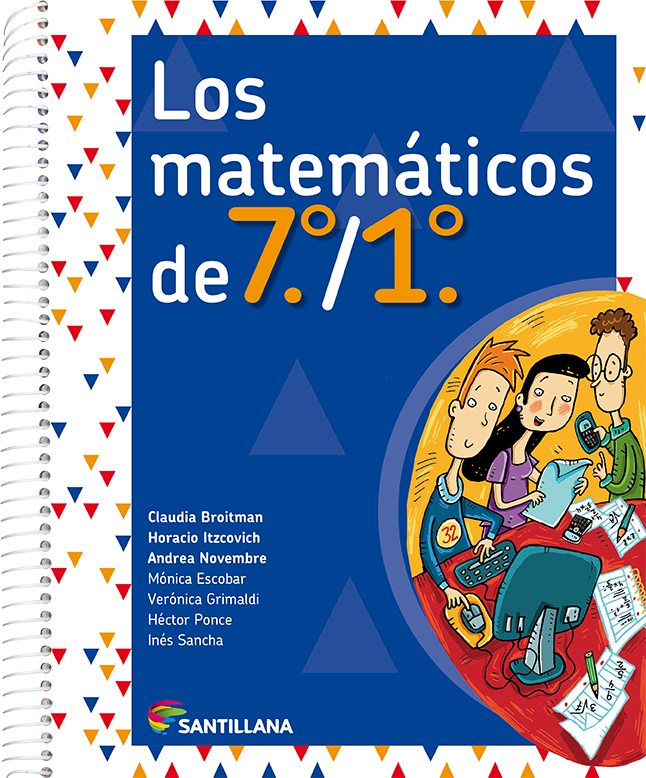 Los
matemáticos
de 7.º/1.º
Claudia Broitman
Horacio Itzcovich
Andrea Novembre
Mónica Escobar
Verónica Grimaldi
Héctor Ponce
Inés Sancha
32
SANTILLANA